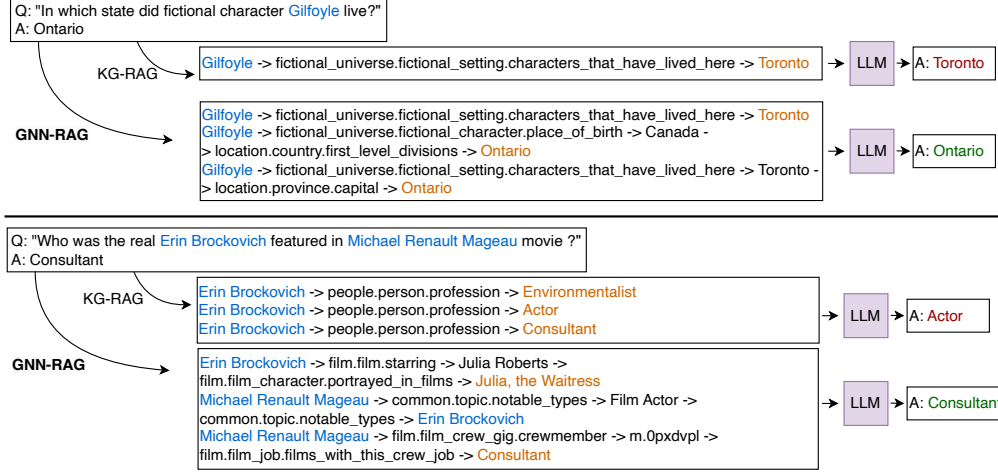 Q: "In which state did fictional character Gilfoyle live?"
A: Ontario
KG-RAG
Gilfoyle -> fictional_universe.fictional_setting.characters_that_have_lived_here -> Toronto
LLM
A: Toronto
GNN-RAG
Gilfoyle -> fictional_universe.fictional_setting.characters_that_have_lived_here -> Toronto
Gilfoyle -> fictional_universe.fictional_character.place_of_birth -> Canada -
> location.country.first_level_divisions -> Ontario
Gilfoyle -> fictional_universe.fictional_setting.characters_that_have_lived_here -> Toronto -
> location.province.capital -> Ontario
LLM
A: Ontario
Q: "Who was the real Erin Brockovich featured in Michael Renault Mageau movie ?"
A: Consultant
KG-RAG
Erin Brockovich -> people.person.profession -> Environmentalist
Erin Brockovich -> people.person.profession -> Actor
Erin Brockovich -> people.person.profession -> Consultant
LLM
A: Actor
GNN-RAG
Erin Brockovich -> film.film.starring -> Julia Roberts ->
film.film_character.portrayed_in_films -> Julia, the Waitress
Michael Renault Mageau -> common.topic.notable_types -> Film Actor ->
common.topic.notable_types -> Erin Brockovich
Michael Renault Mageau -> film.film_crew_gig.crewmember -> m.0pxdvpl ->
film.film_job.films_with_this_crew_job -> Consultant
LLM
A: Consultant